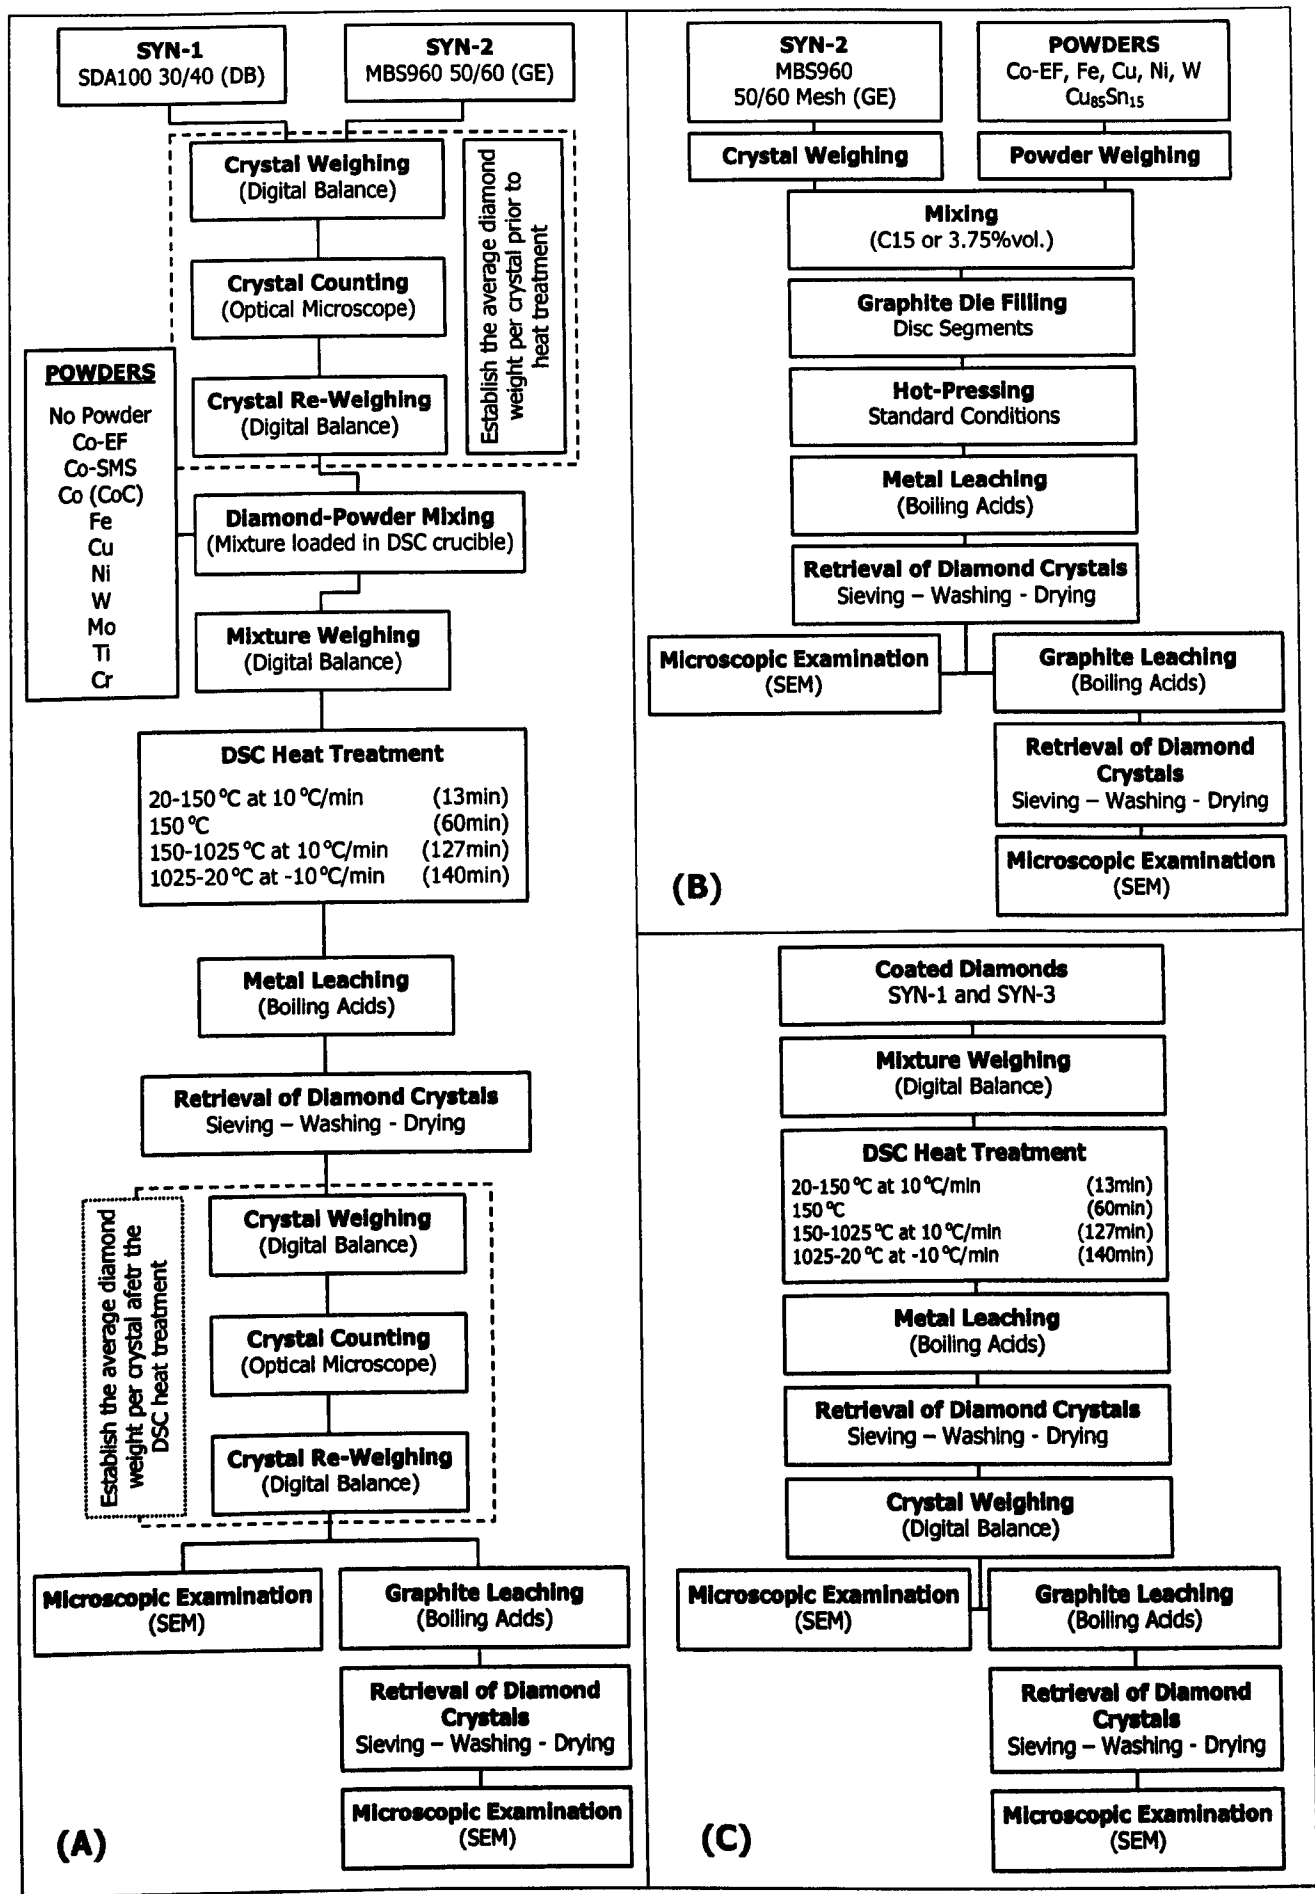 SYN-1
SDA100 30/40 (DB)
SYN-2
MBS960 50/60 (GE)
Crystal Weighing
(Digital Balance)
Crystal Counting
(Optical Microscope)
Crystal Re-Weighing
(Digital Balance)
Establish the average diamond
weight per crystal prior to
heat treatment
POWDERS
No Powder
Co-EF
Co-SMS
Co (CoC)
Fe
Cu
Ni
W
Mo
Ti
Cr
Diamond-Powder Mixing
(Mixture loaded in DSC crucible)
Mixture Weighing
(Digital Balance)
DSC Heat Treatment
20-150 °C at 10 °C/min (13min)
150 °C (60min)
150-1025 °C at 10 °C/min (127min)
1025-20 °C at -10 °C/min (140min)
Metal Leaching
(Boiling Acids)
Retrieval of Diamond Crystals
Sieving – Washing - Drying
Establish the average diamond
weight per crystal afetr the
DSC heat treatment
Crystal Weighing
(Digital Balance)
Crystal Counting
(Optical Microscope)
Crystal Re-Weighing
(Digital Balance)
Microscopic Examination
(SEM)
Graphite Leaching
(Boiling Acids)
Retrieval of Diamond
Crystals
Sieving – Washing - Drying
Microscopic Examination
(SEM)
(A)
SYN-2
MBS960
50/60 Mesh (GE)
POWDERS
Co-EF, Fe, Cu, Ni, W
Cu₈₅Sn₁₅
Crystal Weighing
Powder Weighing
Mixing
(C15 or 3.75%vol.)
Graphite Die Filling
Disc Segments
Hot-Pressing
Standard Conditions
Metal Leaching
(Boiling Acids)
Retrieval of Diamond Crystals
Sieving – Washing - Drying
Microscopic Examination
(SEM)
Graphite Leaching
(Boiling Acids)
Retrieval of Diamond
Crystals
Sieving – Washing - Drying
Microscopic Examination
(SEM)
(B)
Coated Diamonds
SYN-1 and SYN-3
Mixture Weighing
(Digital Balance)
DSC Heat Treatment
20-150 °C at 10 °C/min (13min)
150 °C (60min)
150-1025 °C at 10 °C/min (127min)
1025-20 °C at -10 °C/min (140min)
Metal Leaching
(Boiling Acids)
Retrieval of Diamond Crystals
Sieving – Washing - Drying
Crystal Weighing
(Digital Balance)
Microscopic Examination
(SEM)
Graphite Leaching
(Boiling Acids)
Retrieval of Diamond
Crystals
Sieving – Washing - Drying
Microscopic Examination
(SEM)
(C)